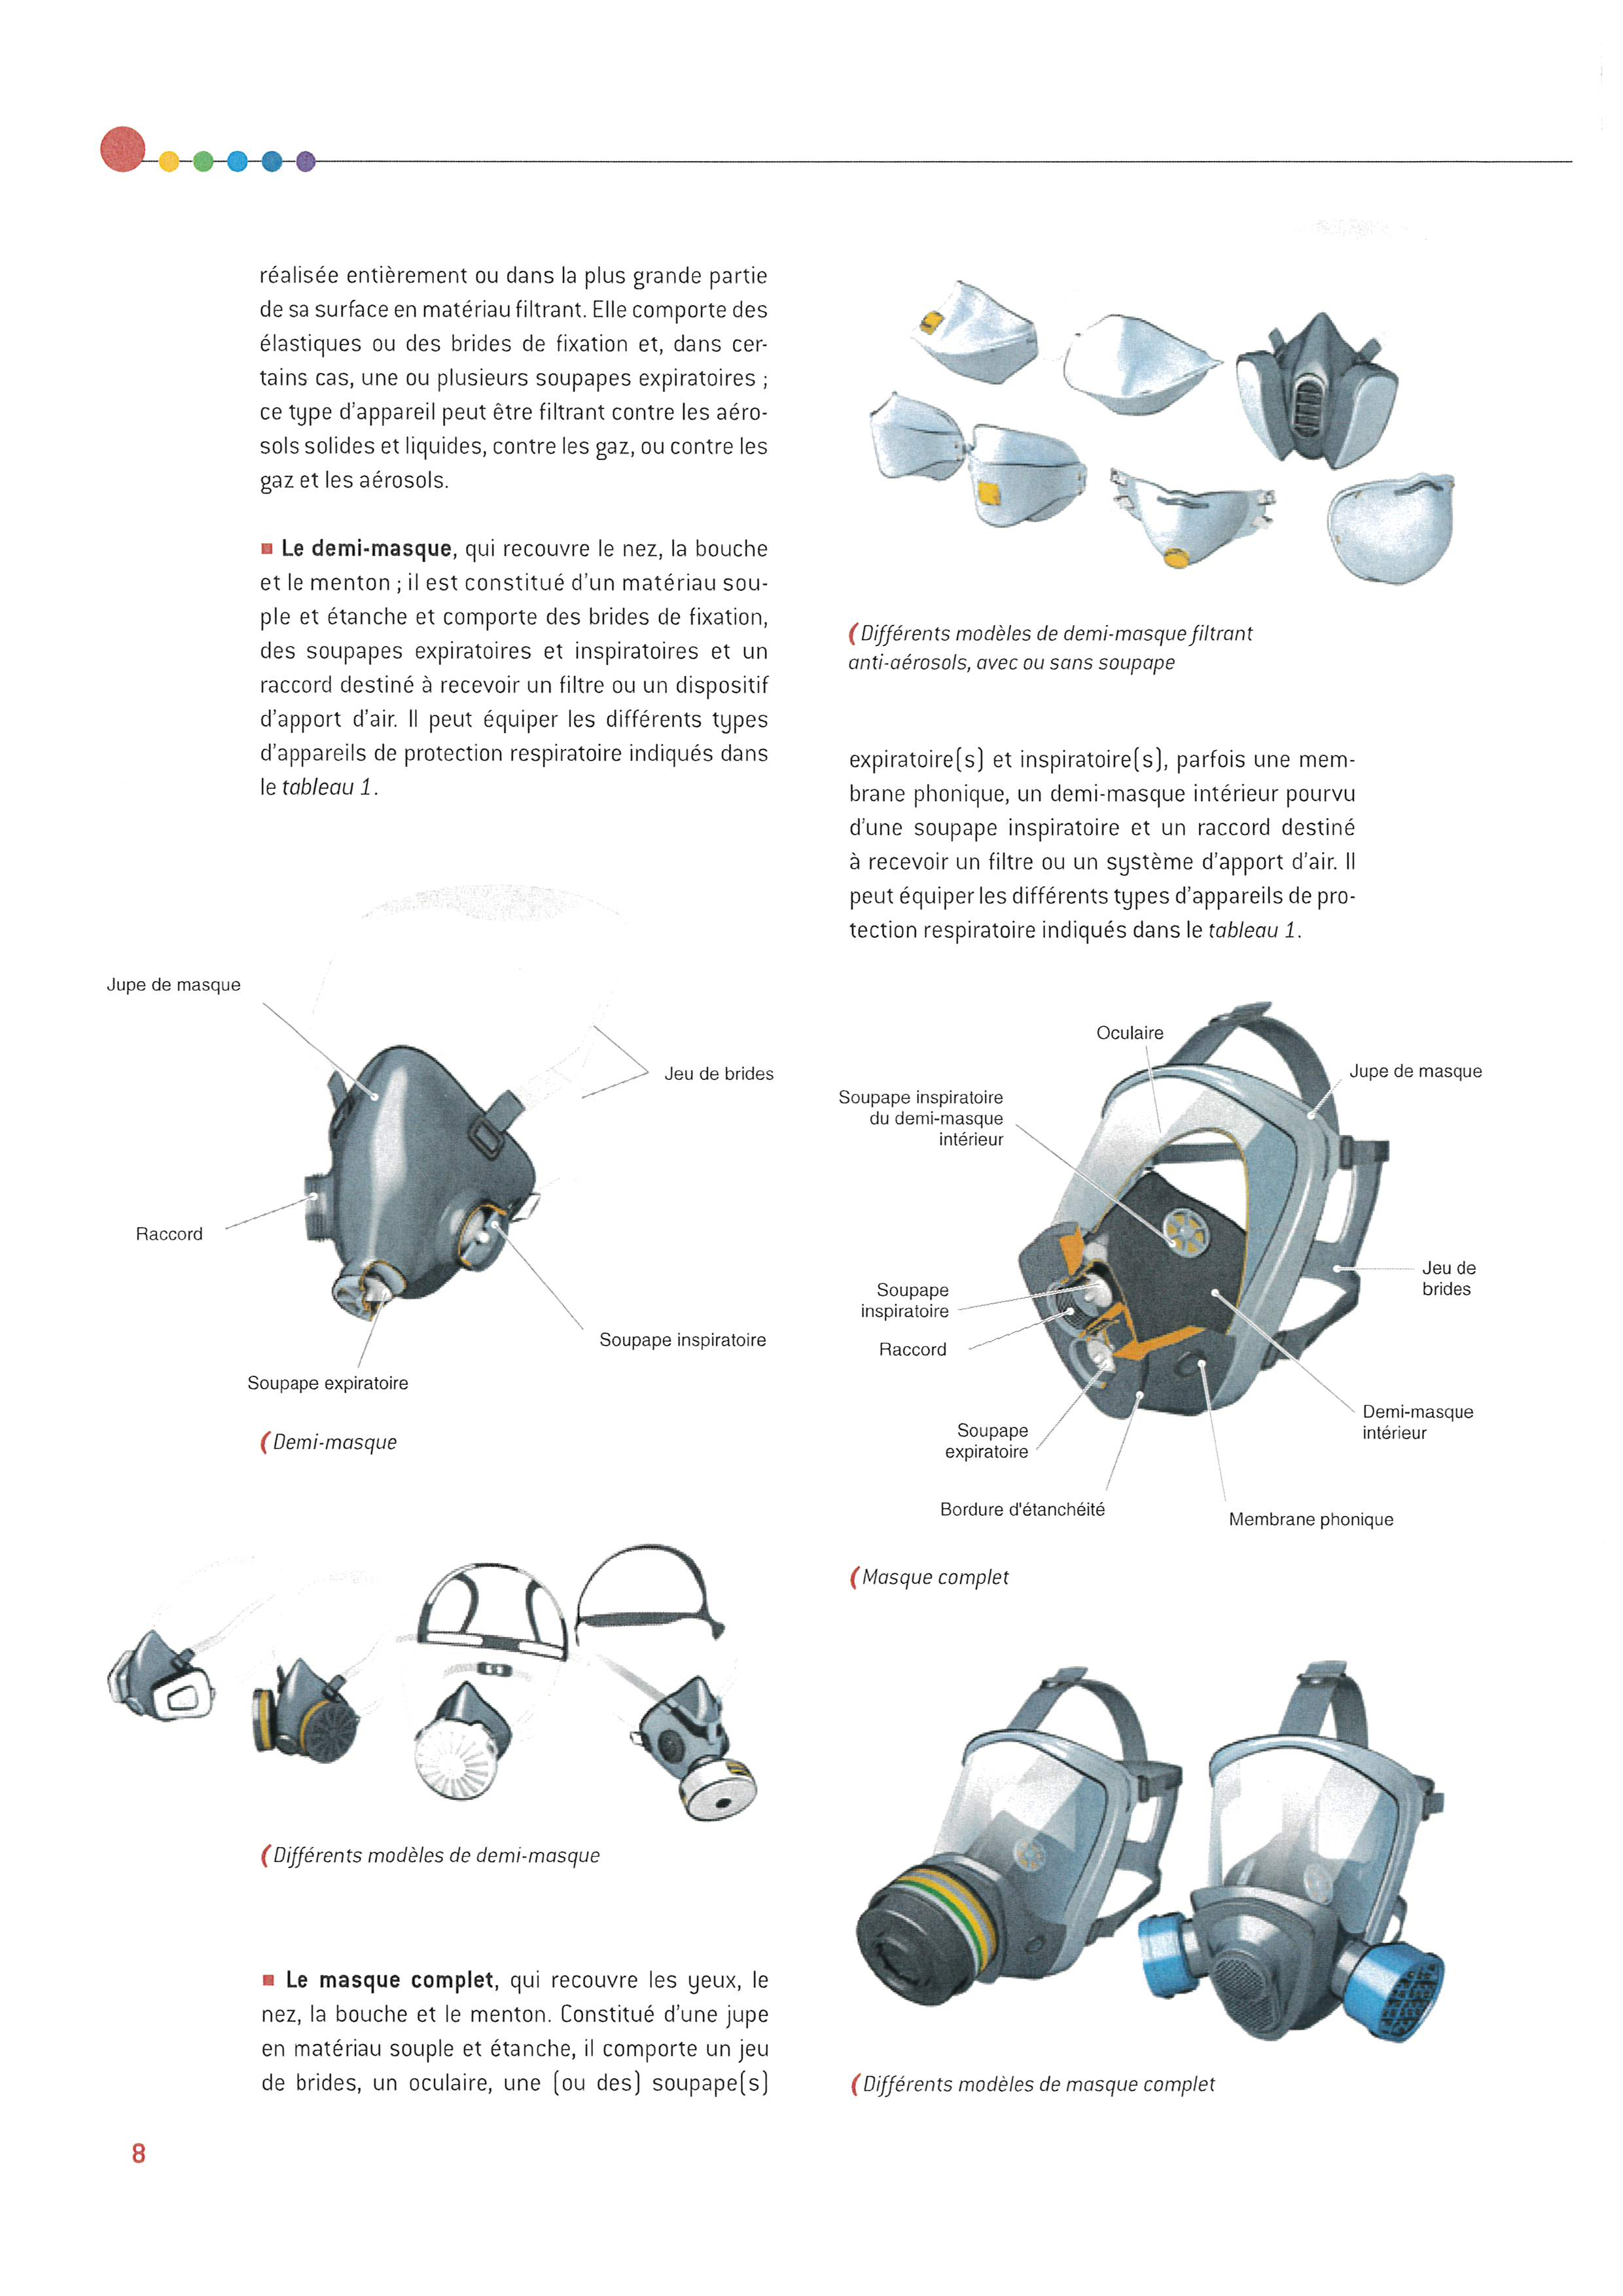 réalisée entièrement ou dans la plus grande partie
de sa surface en matériau filtrant. Elle comporte des
élastiques ou des brides de fixation et, dans cer-
tains cas, une ou plusieurs soupapes expiratoires ;
ce type d'appareil peut être filtrant contre les aéro-
sols solides et liquides, contre les gaz, ou contre les
gaz et les aérosols.
■ Le demi-masque, qui recouvre le nez, la bouche
et le menton ; il est constitué d'un matériau sou-
ple et étanche et comporte des brides de fixation,
des soupapes expiratoires et inspiratoires et un
raccord destiné à recevoir un filtre ou un dispositif
d'apport d'air. Il peut équiper les différents types
d'appareils de protection respiratoire indiqués dans
le tableau 1.
Jupe de masque
Jeu de brides
Raccord
Soupape inspiratoire
Soupape expiratoire
( Demi-masque
( Différents modèles de demi-masque
■ Le masque complet, qui recouvre les yeux, le
nez, la bouche et le menton. Constitué d'une jupe
en matériau souple et étanche, il comporte un jeu
de brides, un oculaire, une (ou des) soupape(s)
( Différents modèles de demi-masque filtrant
anti-aérosols, avec ou sans soupape
expiratoire(s) et inspiratoire(s), parfois une mem-
brane phonique, un demi-masque intérieur pourvu
d'une soupape inspiratoire et un raccord destiné
à recevoir un filtre ou un système d'apport d'air. Il
peut équiper les différents types d'appareils de pro-
tection respiratoire indiqués dans le tableau 1.
Oculaire
Jupe de masque
Soupape inspiratoire
du demi-masque
intérieur
Jeu de
brides
Soupape
inspiratoire
Raccord
Demi-masque
intérieur
Soupape
expiratoire
Bordure d'étanchéité
Membrane phonique
( Masque complet
( Différents modèles de masque complet
8